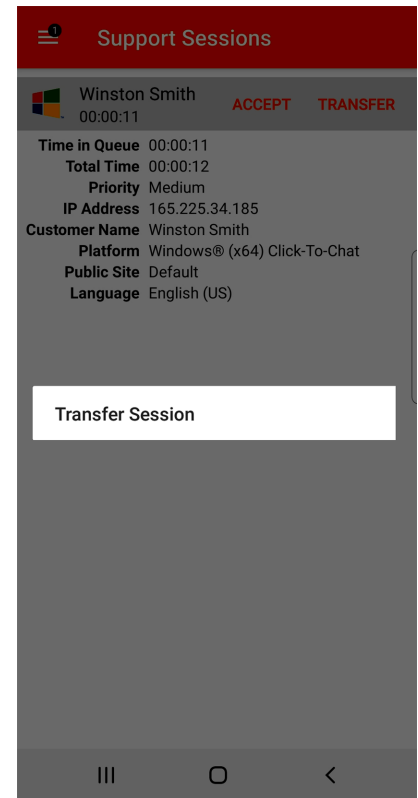 1
Support Sessions
Winston Smith
00:00:11
ACCEPT TRANSFER
Time in Queue 00:00:11
Total Time 00:00:12
Priority Medium
IP Address 165.225.34.185
Customer Name Winston Smith
Platform Windows® (x64) Click-To-Chat
Public Site Default
Language English (US)
Transfer Session